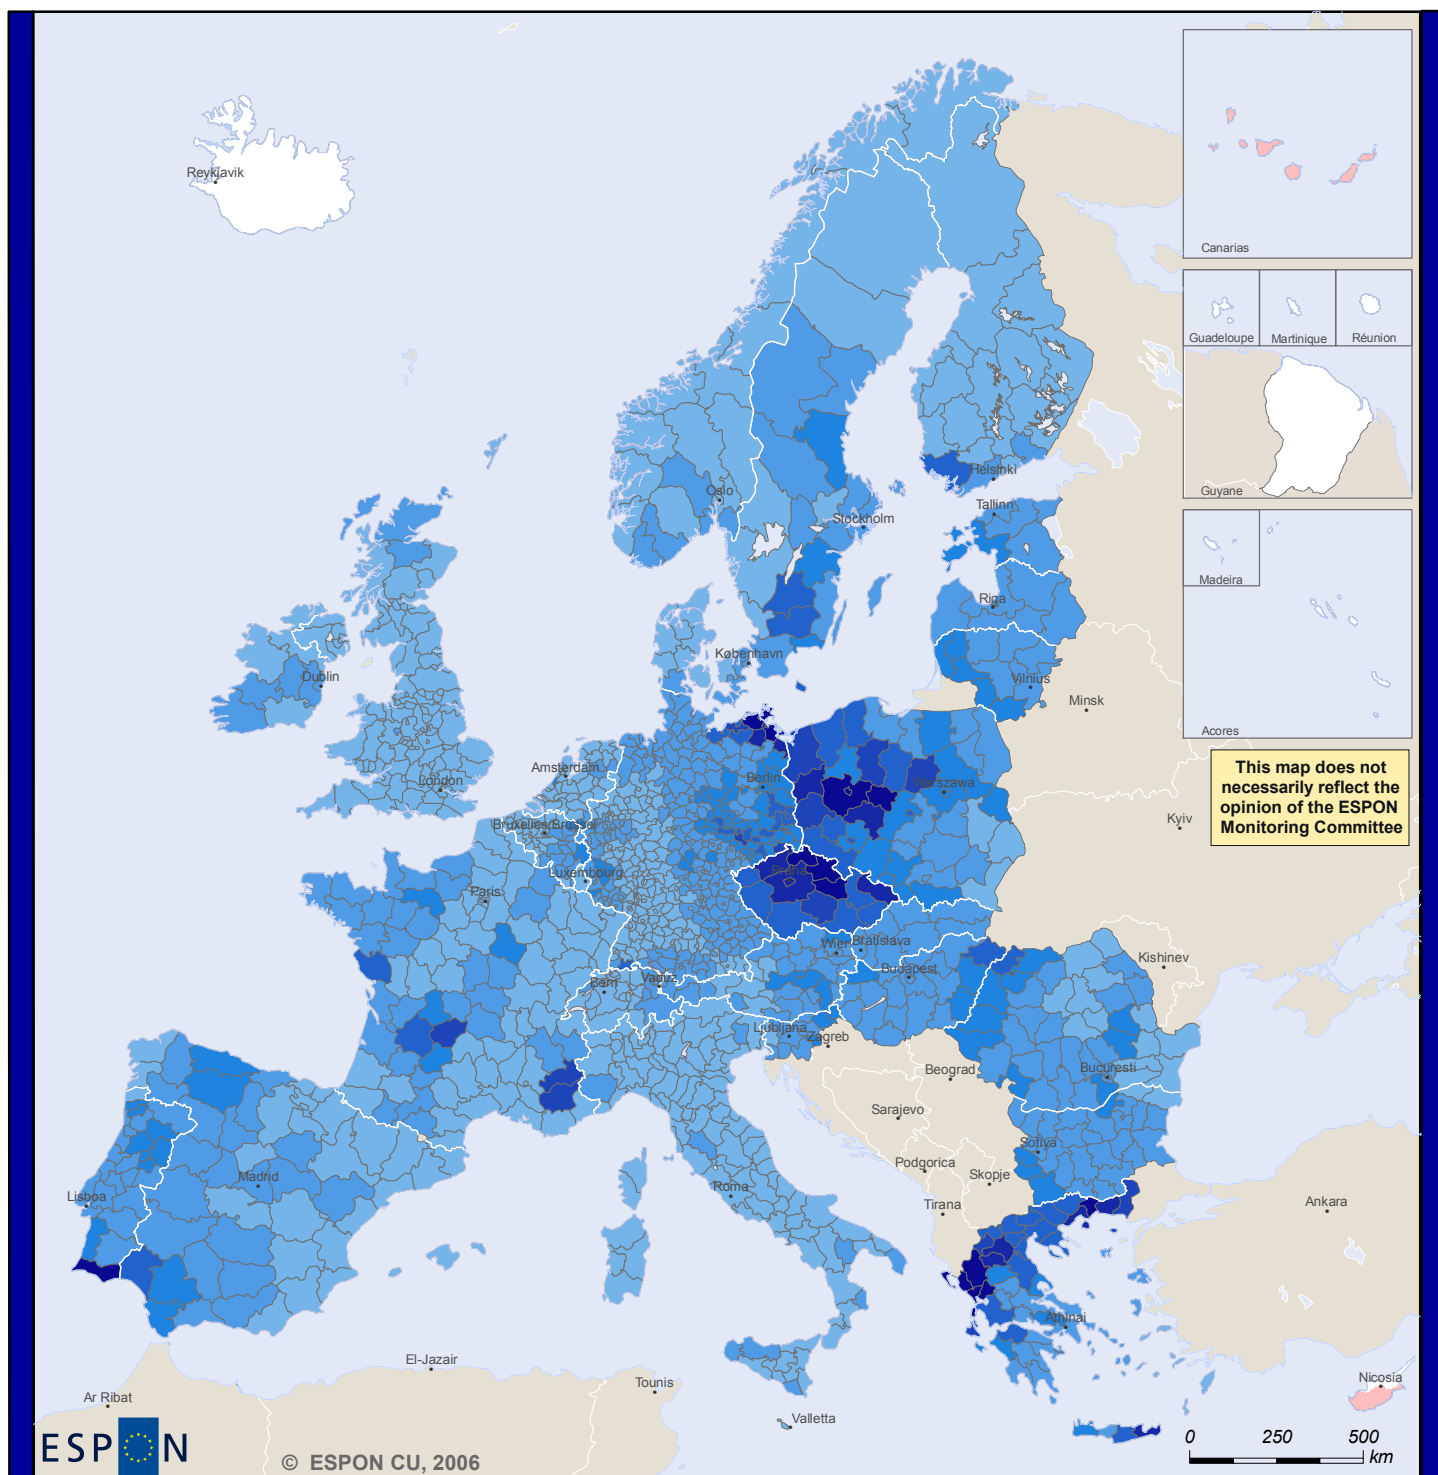 Reykjavik
Canarias
Guadeloupe
Martinique
Réunion
Guyane
Madeira
Acores
This map does not
necessarily reflect the
opinion of the ESPON
Monitoring Committee
Oslo
Helsinki
Stockholm
Tallinn
Riga
København
Vilnius
Minsk
Dublin
Amsterdam
London
Berlin
Warszawa
Bruxelles/Brussel
Kyiv
Luxembourg
Praha
Paris
Wien
Bratislava
Kishinev
Budapest
Bern
Vaduz
Ljubljana
Zagreb
Beograd
Bucuresti
Sarajevo
Sofiya
Podgorica
Skopje
Madrid
Roma
Lisboa
Tirana
Ankara
Athinai
El-Jazair
Tounis
Nicosia
Ar Ribat
Valletta
0 250 500
km
ESPON
© ESPON CU, 2006